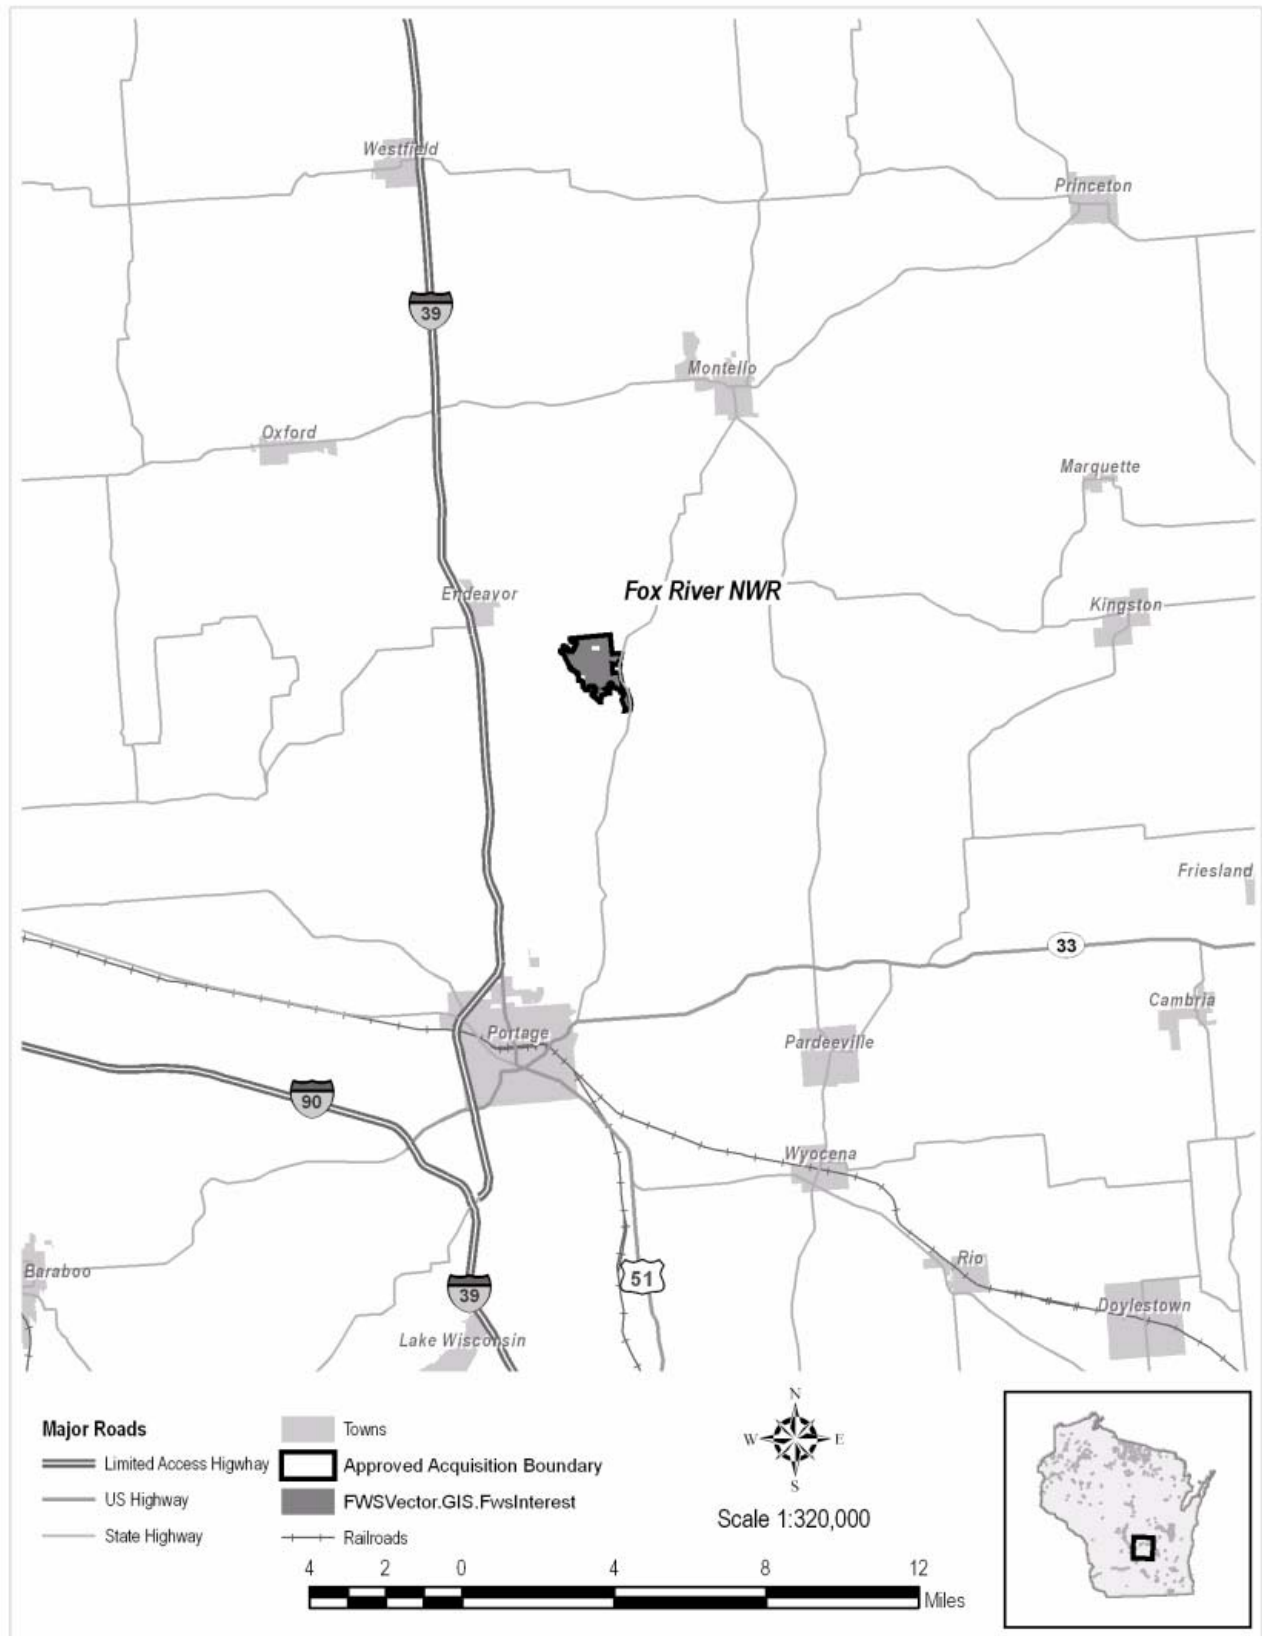 Westfield
Princeton
39
Montello
Oxford
Marquette
Endeavor
Fox River NWR
Kingston
Friesland
33
Cambria
Portage
Pardeeville
90
Wyocena
Baraboo
Rio
51
39
Doylestown
Lake Wisconsin
N
W E
S
Scale 1:320,000
Major Roads
Limited Access Higwhay
US Highway
State Highway
Towns
Approved Acquisition Boundary
FWSVector.GIS.FwsInterest
Railroads
4 2 0 4 8 12
Miles